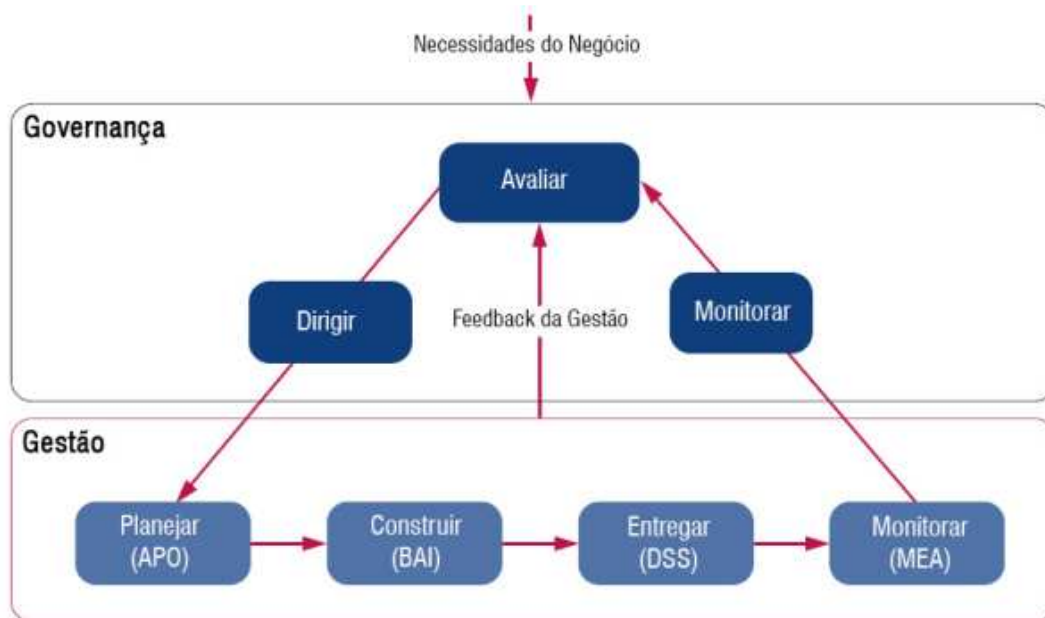 Necessidades do Negócio
Governança
Avaliar
Dirigir
Feedback da Gestão
Monitorar
Gestão
Planejar
(APO)
Construir
(BAI)
Entregar
(DSS)
Monitorar
(MEA)